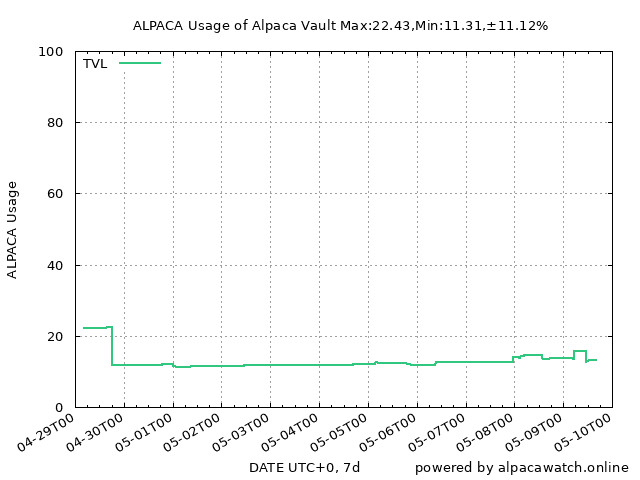 ALPACA Usage of Alpaca Vault Max:22.43,Min:11.31,±11.12%
TVL
ALPACA Usage
100
80
60
40
20
0
04-29T00
04-30T00
05-01T00
05-02T00
05-03T00
05-04T00
05-05T00
05-06T00
05-07T00
05-08T00
05-09T00
05-10T00
DATE UTC+0, 7d
powered by alpacawatch.online